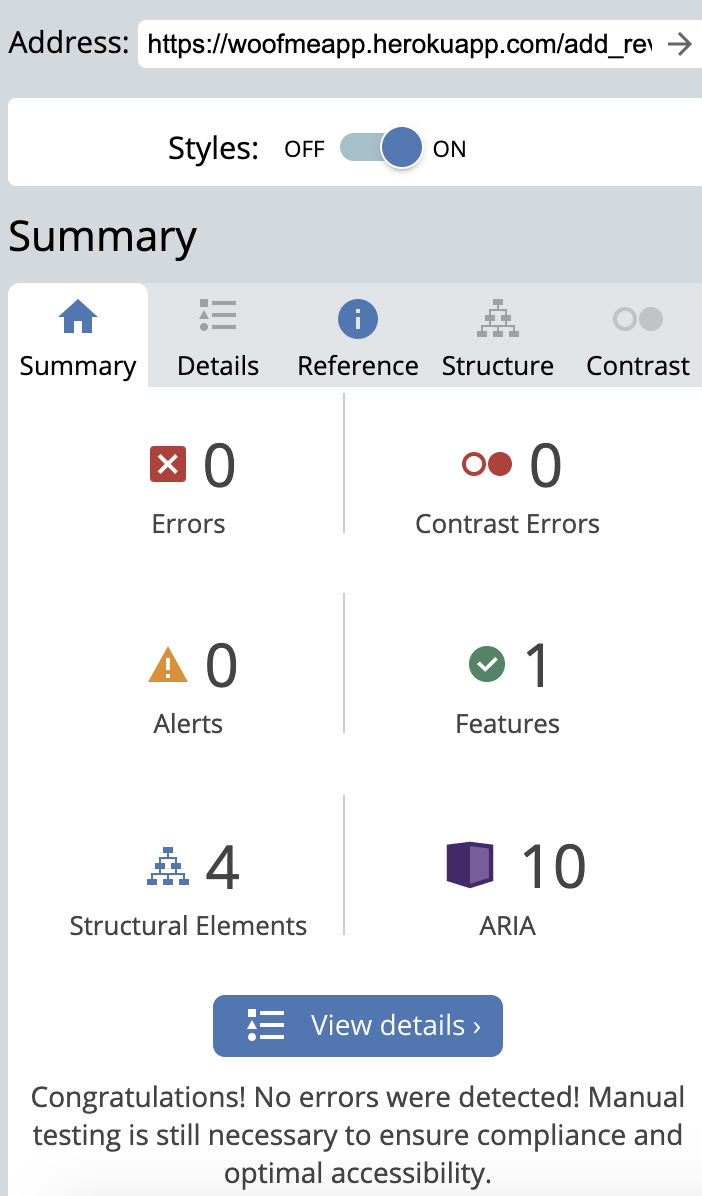 Address: https://woofmeapp.herokuapp.com/add_rev
Styles: OFF ON
Summary
Summary Details Reference Structure Contrast
0 0
Errors Contrast Errors
0 1
Alerts Features
4 10
Structural Elements ARIA
View details ›
Congratulations! No errors were detected! Manual
testing is still necessary to ensure compliance and
optimal accessibility.